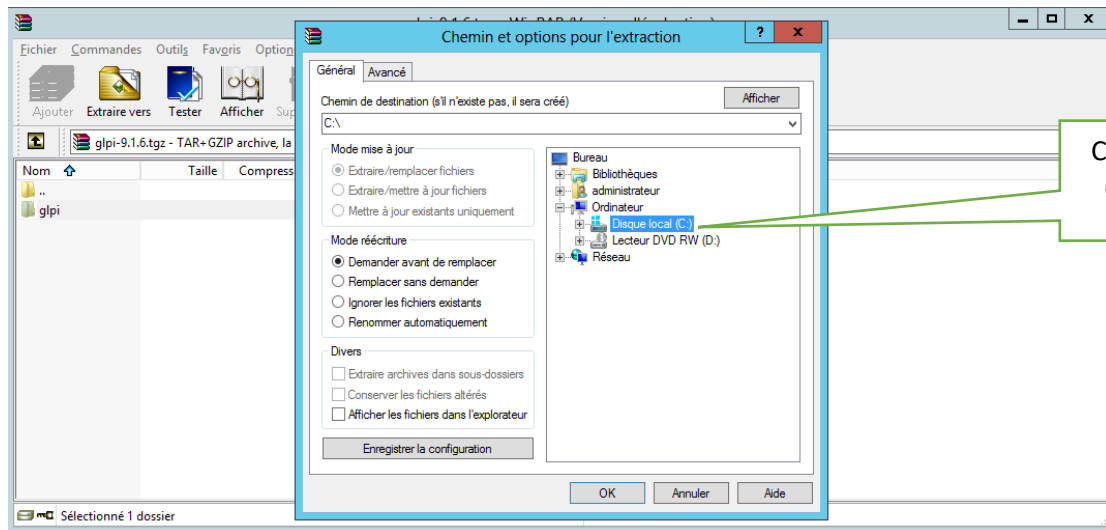 Fichier Commandes Outils Favoris Option
Ajouter Extraire vers Tester Afficher Sup
glpi-9.1.6.tgz - TAR+GZIP archive, la
Nom Taille Compress
..
glpi
Sélectionné 1 dossier
Chemin et options pour l'extraction ? x
Général Avancé
Chemin de destination (s'il n'existe pas, il sera créé) Afficher
C:\
Mode mise à jour
Extraire/remplacer fichiers
Extraire/mettre à jour fichiers
Mettre à jour existants uniquement
Mode réécriture
Demander avant de remplacer
Remplacer sans demander
Ignorer les fichiers existants
Renommer automatiquement
Divers
Extraire archives dans sous-dossiers
Conserver les fichiers altérés
Afficher les fichiers dans l'explorateur
Enregistrer la configuration
Bureau
Bibliothèques
administrateur
Ordinateur
Disque local (C:)
Lecteur DVD RW (D:)
Réseau
OK Annuler Aide
C